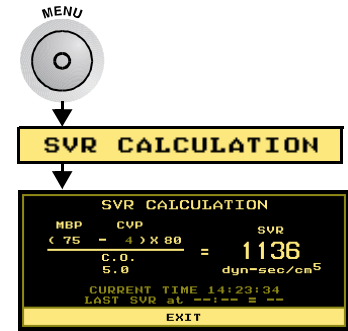 MENU
SVR CALCULATION
SVR CALCULATION
MBP CVP
( 75 - 4 ) X 80
C.O.
5.0
=
SVR
1136
dyn-sec/cm5
CURRENT TIME 14:23:34
LAST SVR at --:-- = --
EXIT